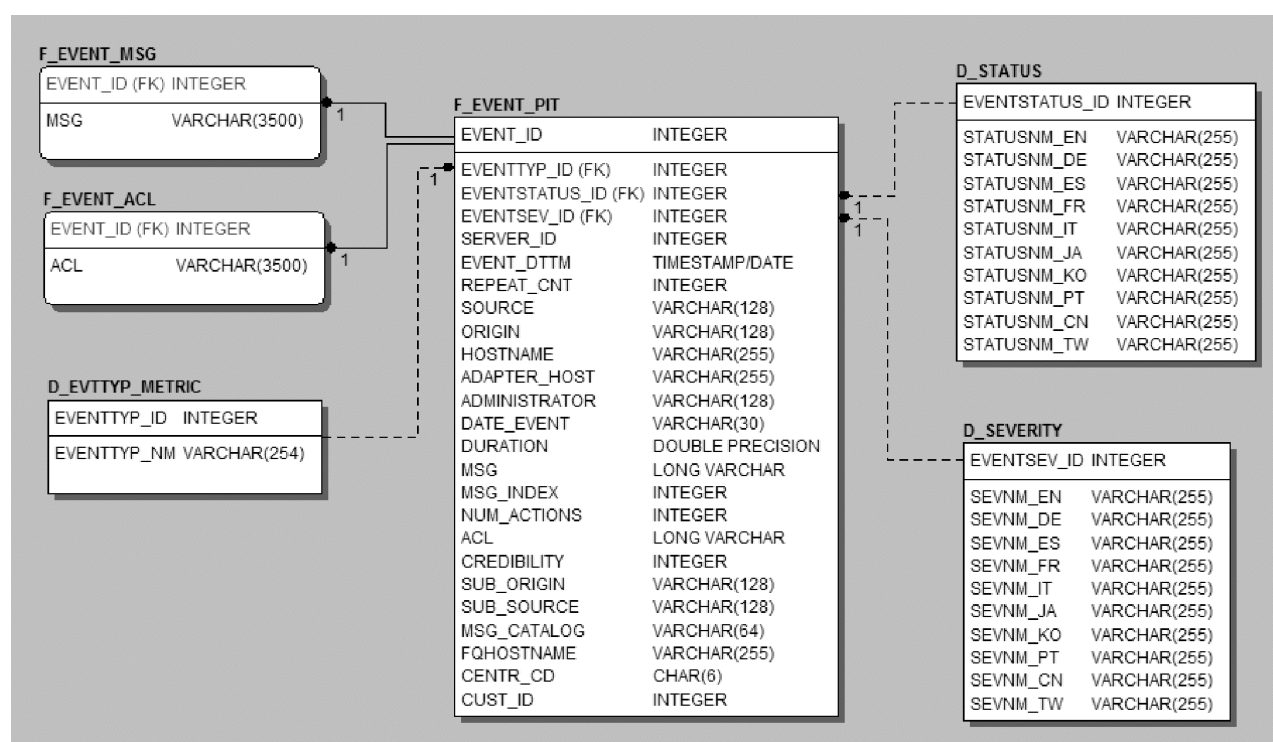 F_EVENT_MSG
EVENT_ID (FK) INTEGER
MSG VARCHAR(3500)
1
F_EVENT_ACL
EVENT_ID (FK) INTEGER
ACL VARCHAR(3500)
1
D_EVTTYP_METRIC
EVENTTYP_ID INTEGER
EVENTTYP_NM VARCHAR(254)
1
F_EVENT_PIT
EVENT_ID INTEGER
EVENTTYP_ID (FK) INTEGER
EVENTSTATUS_ID (FK) INTEGER
EVENTSEV_ID (FK) INTEGER
SERVER_ID INTEGER
EVENT_DTTM TIMESTAMP/DATE
REPEAT_CNT INTEGER
SOURCE VARCHAR(128)
ORIGIN VARCHAR(128)
HOSTNAME VARCHAR(255)
ADAPTER_HOST VARCHAR(255)
ADMINISTRATOR VARCHAR(128)
DATE_EVENT VARCHAR(30)
DURATION DOUBLE PRECISION
MSG LONG VARCHAR
MSG_INDEX INTEGER
NUM_ACTIONS INTEGER
ACL LONG VARCHAR
CREDIBILITY INTEGER
SUB_ORIGIN VARCHAR(128)
SUB_SOURCE VARCHAR(128)
MSG_CATALOG VARCHAR(64)
FQHOSTNAME VARCHAR(255)
CENTR_CD CHAR(6)
CUST_ID INTEGER
1
1
D_STATUS
EVENTSTATUS_ID INTEGER
STATUSNM_EN VARCHAR(255)
STATUSNM_DE VARCHAR(255)
STATUSNM_ES VARCHAR(255)
STATUSNM_FR VARCHAR(255)
STATUSNM_IT VARCHAR(255)
STATUSNM_JA VARCHAR(255)
STATUSNM_KO VARCHAR(255)
STATUSNM_PT VARCHAR(255)
STATUSNM_CN VARCHAR(255)
STATUSNM_TW VARCHAR(255)
D_SEVERITY
EVENTSEV_ID INTEGER
SEVNM_EN VARCHAR(255)
SEVNM_DE VARCHAR(255)
SEVNM_ES VARCHAR(255)
SEVNM_FR VARCHAR(255)
SEVNM_IT VARCHAR(255)
SEVNM_JA VARCHAR(255)
SEVNM_KO VARCHAR(255)
SEVNM_PT VARCHAR(255)
SEVNM_CN VARCHAR(255)
SEVNM_TW VARCHAR(255)